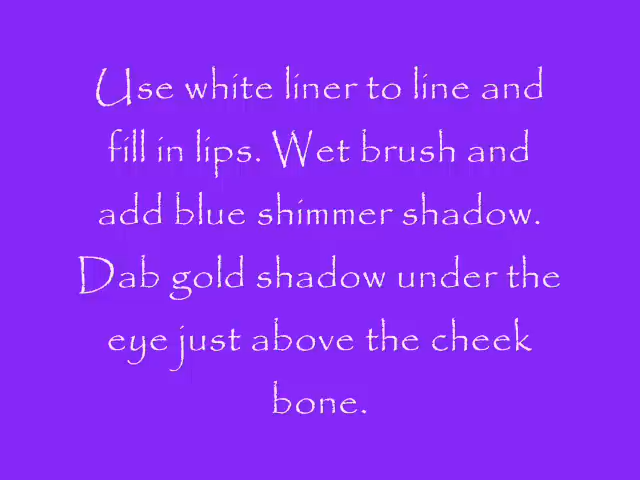 Use white liner to line and
fill in lips. Wet brush and
add blue shimmer shadow.
Dab gold shadow under the
eye just above the cheek
bone.